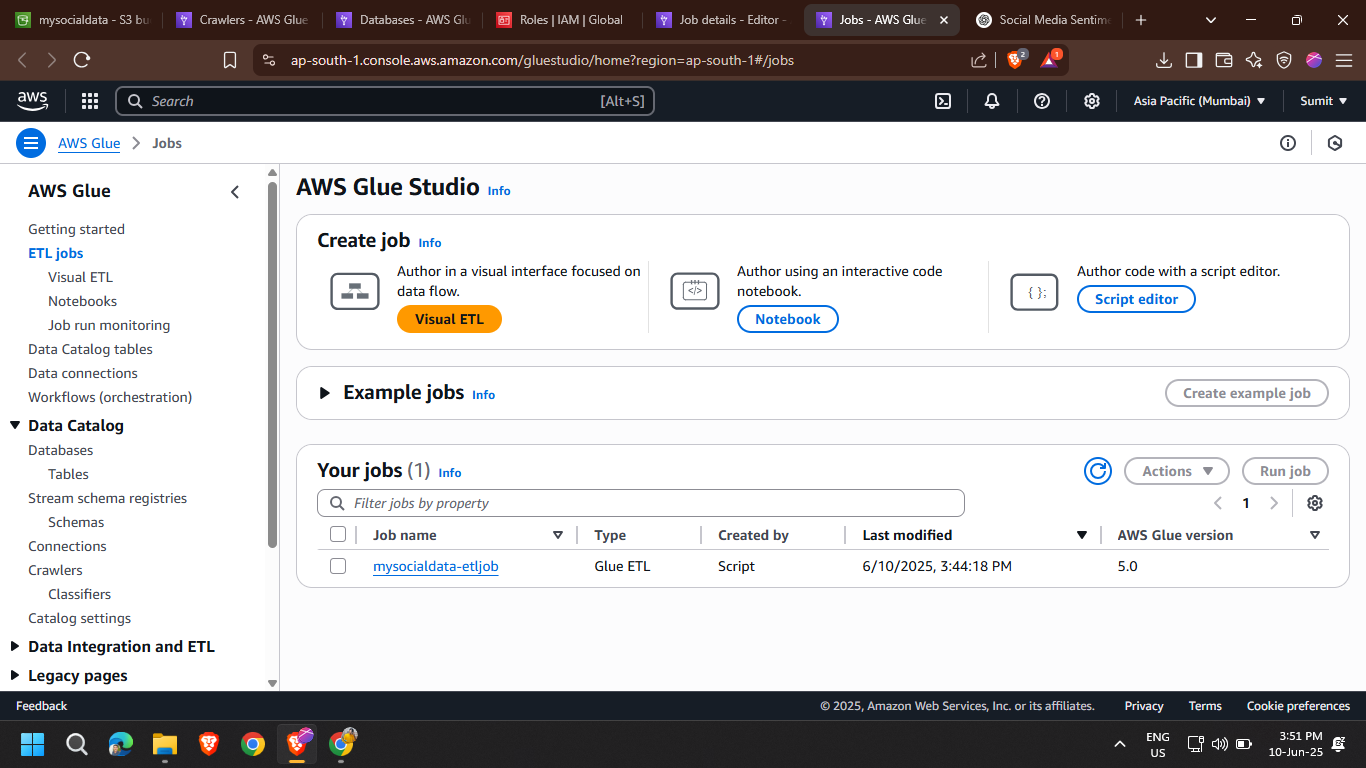 mysocialdata - S3 bu
Crawlers - AWS Glue
Databases - AWS Glu
Roles | IAM | Global
Job details - Editor -
Jobs - AWS Glue
Social Media Sentime
ap-south-1.console.aws.amazon.com/gluestudio/home?region=ap-south-1#/jobs
2
1
aws
Search
[Alt+S]
Asia Pacific (Mumbai)
Sumit
AWS Glue
Jobs
AWS Glue
Getting started
ETL jobs
Visual ETL
Notebooks
Job run monitoring
Data Catalog tables
Data connections
Workflows (orchestration)
Data Catalog
Databases
Tables
Stream schema registries
Schemas
Connections
Crawlers
Classifiers
Catalog settings
Data Integration and ETL
Legacy pages
AWS Glue Studio Info
Create job Info
Author in a visual interface focused on
data flow.
Visual ETL
</>
Author using an interactive code
notebook.
Notebook
{ };
Author code with a script editor.
Script editor
Example jobs Info
Create example job
Your jobs (1) Info
Actions
Run job
Filter jobs by property
1
Job name Type Created by Last modified AWS Glue version
mysocialdata-etljob Glue ETL Script 6/10/2025, 3:44:18 PM 5.0
Feedback
© 2025, Amazon Web Services, Inc. or its affiliates.
Privacy
Terms
Cookie preferences
ENG
US
3:51 PM
10-Jun-25